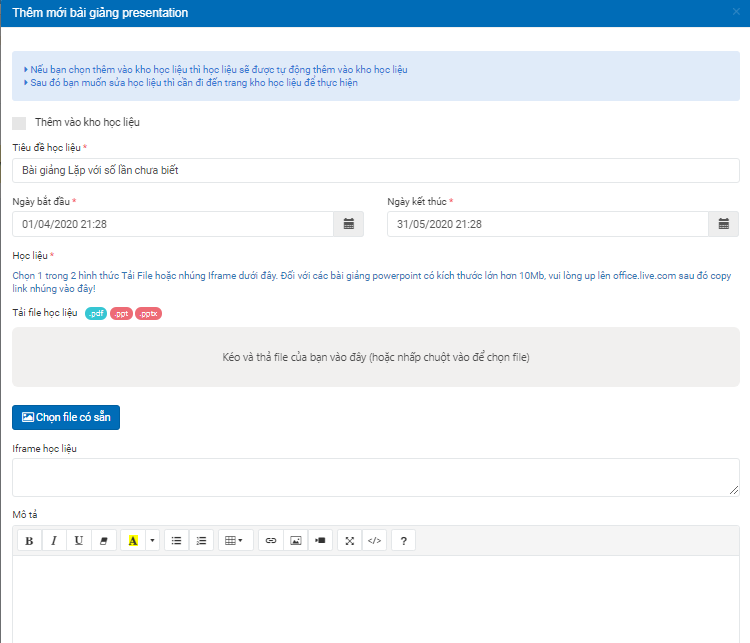 Thêm mới bài giảng presentation
Nếu bạn chọn thêm vào kho học liệu thì học liệu sẽ được tự động thêm vào kho học liệu
Sau đó bạn muốn sửa học liệu thì cần đi đến trang kho học liệu để thực hiện
Thêm vào kho học liệu
Tiêu đề học liệu *
Bài giảng Lặp với số lần chưa biết
Ngày bắt đầu * Ngày kết thúc *
01/04/2020 21:28 31/05/2020 21:28
Học liệu *
Chọn 1 trong 2 hình thức Tải File hoặc nhúng Iframe dưới đây. Đối với các bài giảng powerpoint có kích thước lớn hơn 10Mb, vui lòng up lên office.live.com sau đó copy
link nhúng vào đây!
Tải file học liệu .pdf .ppt .pptx
Kéo và thả file của bạn vào đây (hoặc nhấp chuột vào để chọn file)
Chọn file có sẵn
Iframe học liệu
Mô tả
B I U A </> ?